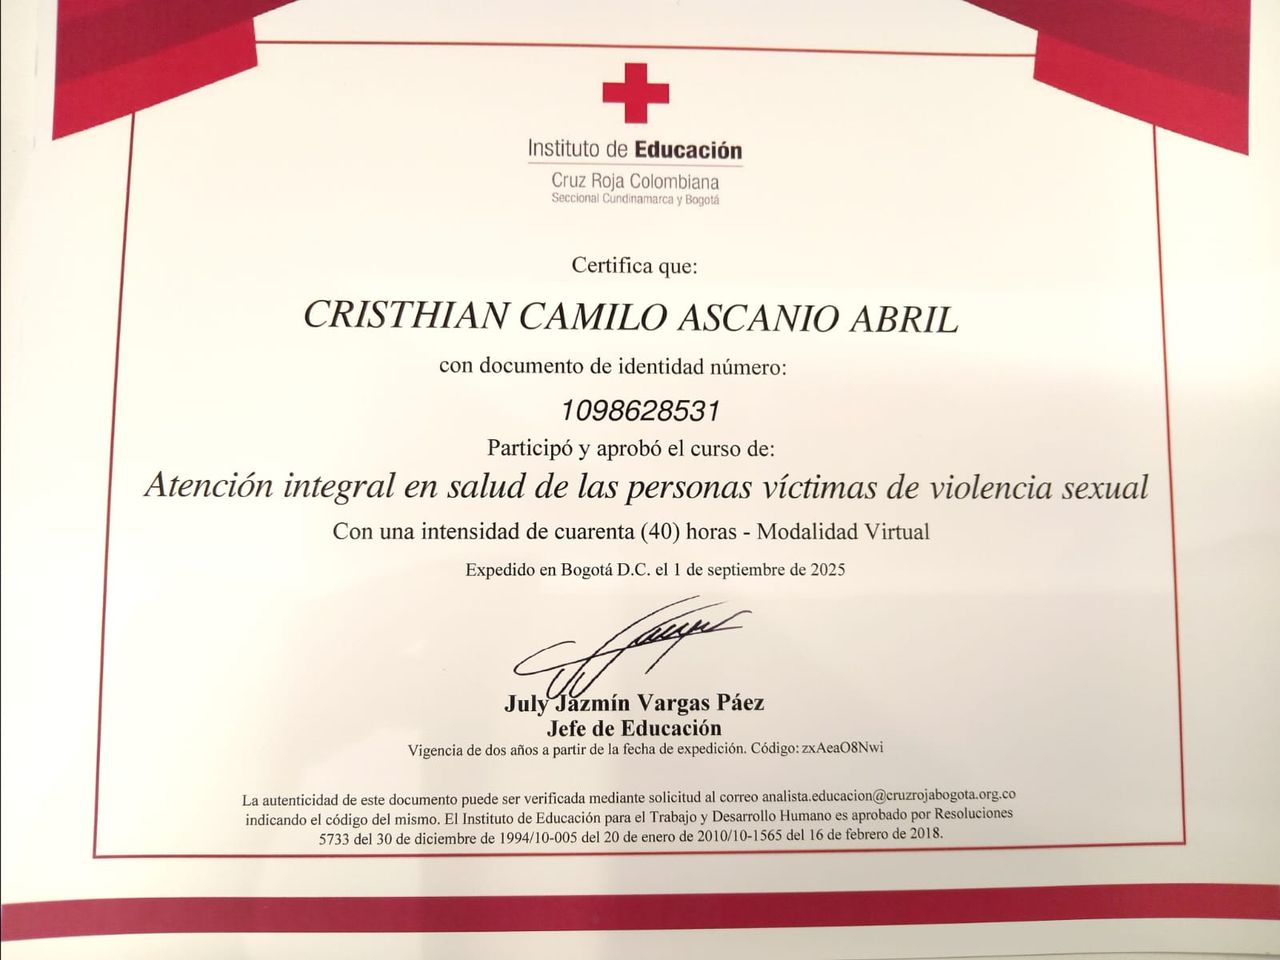 Instituto de Educación
Cruz Roja Colombiana
Seccional Cundinamarca y Bogotá
Certifica que:
CRISTHIAN CAMILO ASCANIO ABRIL
con documento de identidad número:
1098628531
Participó y aprobó el curso de:
Atención integral en salud de las personas víctimas de violencia sexual
Con una intensidad de cuarenta (40) horas - Modalidad Virtual
Expedido en Bogotá D.C. el 1 de septiembre de 2025
July Jazmín Vargas Páez
Jefe de Educación
Vigencia de dos años a partir de la fecha de expedición. Código: zxAeaO8Nwi
La autenticidad de este documento puede ser verificada mediante solicitud al correo analista.educacion@cruzrojabogota.org.co
indicando el código del mismo. El Instituto de Educación para el Trabajo y Desarrollo Humano es aprobado por Resoluciones
5733 del 30 de diciembre de 1994/10-005 del 20 de enero de 2010/10-1565 del 16 de febrero de 2018.